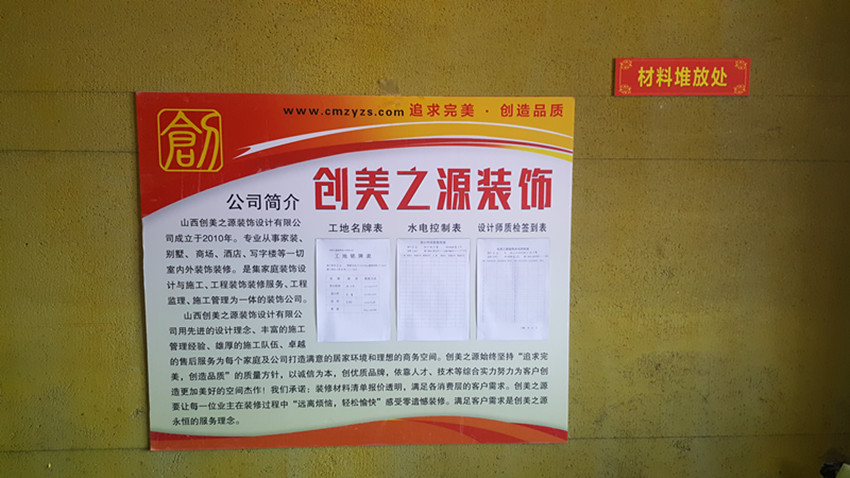 www.cmzyzs.com 追求完美 · 创造品质
材料堆放处
創
公司简介 创美之源装饰
工地名牌表 水电控制表 设计师质检签到表
山西创美之源装饰设计有限公
司成立于2010年。专业从事家装、
别墅、商场、酒店、写字楼等一切
室内外装饰装修。是集家庭装饰设
计与施工、工程装饰装修服务、工程
监理、施工管理为一体的装饰公司。
山西创美之源装饰设计有限公
司用先进的设计理念、丰富的施工
管理经验、雄厚的施工队伍、卓越
的售后服务为每个家庭及公司打造满意的居家环境和理想的商务空间。创美之源始终坚持“追求完
美，创造品质”的质量方针，以诚信为本，创优质品牌，依靠人才、技术等综合实力努力为客户创
造更加美好的空间杰作！我们承诺：装修材料清单报价透明，满足各消费层的客户需求。创美之源
要让每一位业主在装修过程中“远离烦恼，轻松愉快”感受零遗憾装修。满足客户需求是创美之源
永恒的服务理念。
工地铭牌表